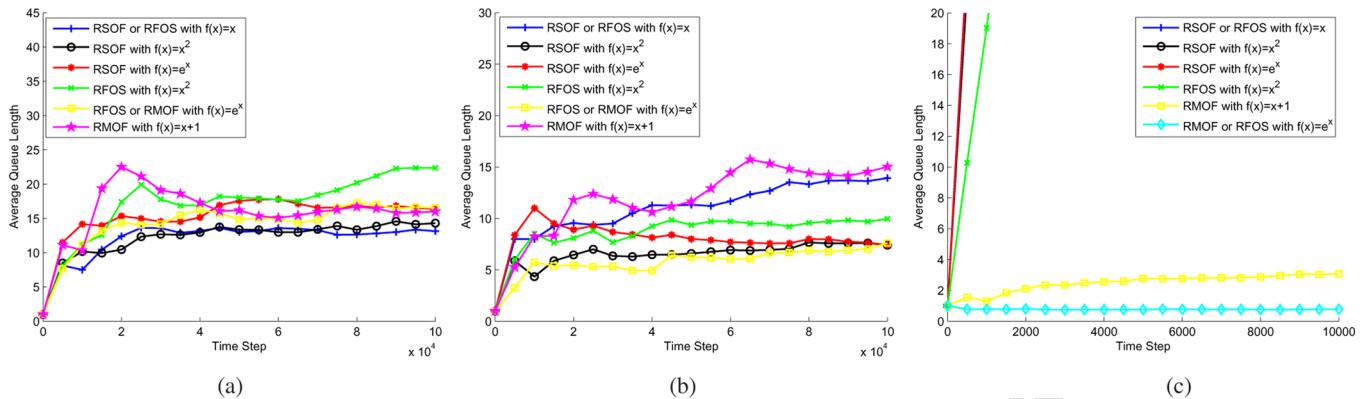 45
40
35
30
25
20
15
10
5
0
Average Queue Length
RSOF or RFOS with f(x)=x
RSOF with f(x)=x²
RSOF with f(x)=eˣ
RFOS with f(x)=x²
RFOS or RMOF with f(x)=eˣ
RMOF with f(x)=x+1
0 2 4 6 8 10
Time Step
x 10⁴
(a)
30
25
20
15
10
5
0
Average Queue Length
RSOF or RFOS with f(x)=x
RSOF with f(x)=x²
RSOF with f(x)=eˣ
RFOS with f(x)=x²
RFOS or RMOF with f(x)=eˣ
RMOF with f(x)=x+1
0 2 4 6 8 10
Time Step
x 10⁴
(b)
20
18
16
14
12
10
8
6
4
2
0
Average Queue Length
RSOF or RFOS with f(x)=x
RSOF with f(x)=x²
RSOF with f(x)=eˣ
RFOS with f(x)=x²
RMOF with f(x)=x+1
RMOF or RFOS with f(x)=eˣ
0 2000 4000 6000 8000 10000
Time Step
(c)